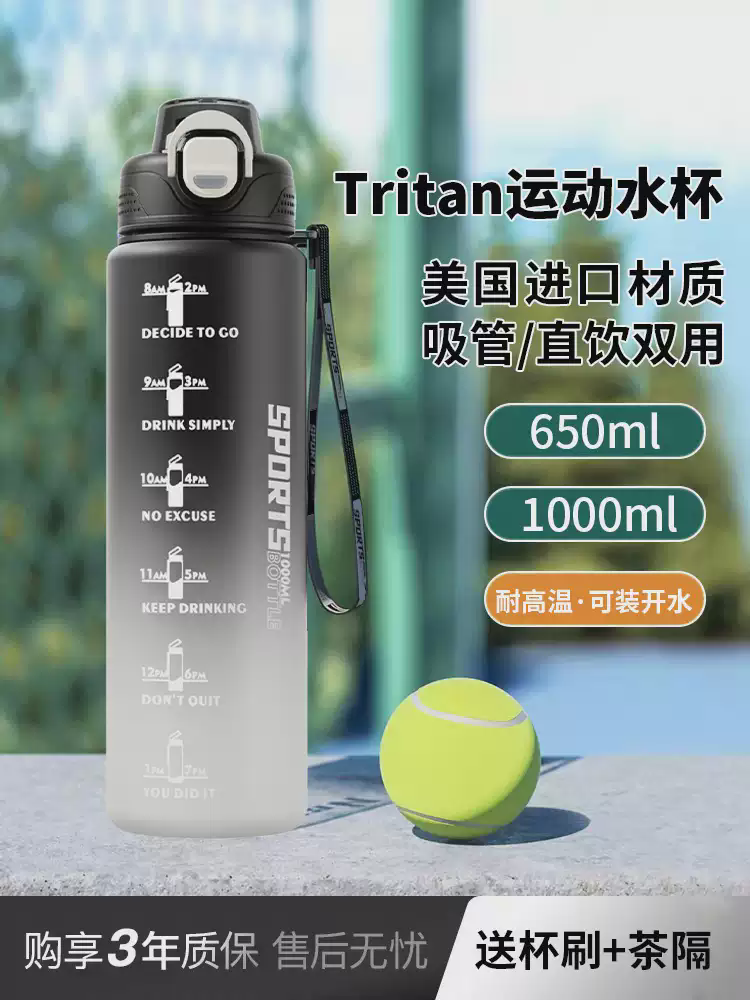 Tritan运动水杯
美国进口材质
吸管/直饮双用
650ml
1000ml
耐高温·可装开水
8AM 2PM
DECIDE TO GO
9AM 3PM
DRINK SIMPLY
10AM 4PM
NO EXCUSE
11AM 5PM
KEEP DRINKING
12PM 6PM
DON'T QUIT
1PM 7PM
YOU DID IT
SPORTS
1000ML
BOTTLE
SPORTS
SPORTS
购享3年质保 售后无忧
送杯刷+茶隔